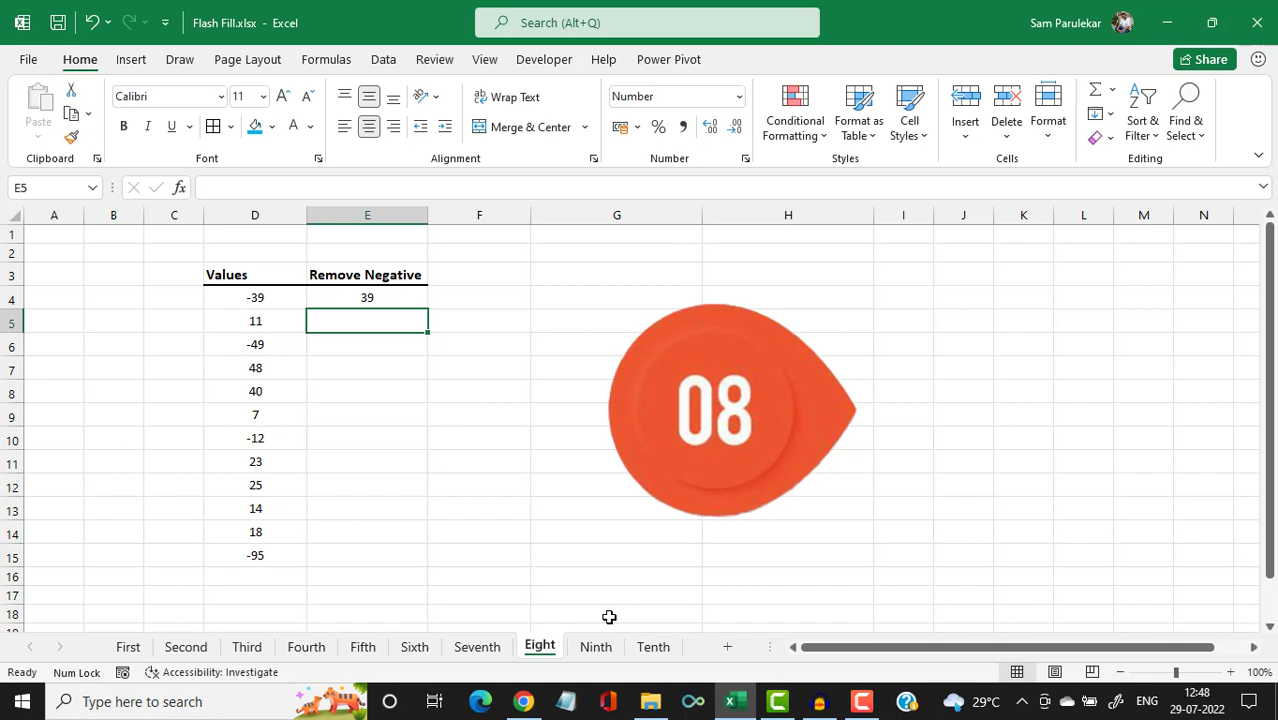 Flash Fill.xlsx - Excel
Search (Alt+Q)
Sam Parulekar
File Home Insert Draw Page Layout Formulas Data Review View Developer Help Power Pivot
Share
Paste
Clipboard
Calibri 11
B I U A
Font
Wrap Text
Merge & Center
Alignment
Number
Number
Conditional Formatting
Format as Table
Cell Styles
Styles
Insert
Delete
Format
Cells
Sort & Filter
Find & Select
Editing
E5
fx
A B C D E F G H I J K L M N
1
2
3 Values Remove Negative
4 -39 39
5 11
6 -49
7 48
8 40
9 7
10 -12
11 23
12 25
13 14
14 18
15 -95
16
17
18
08
First Second Third Fourth Fifth Sixth Seventh Eight Ninth Tenth
Ready Num Lock Accessibility: Investigate 100%
Type here to search
29°C
ENG
12:48
29-07-2022